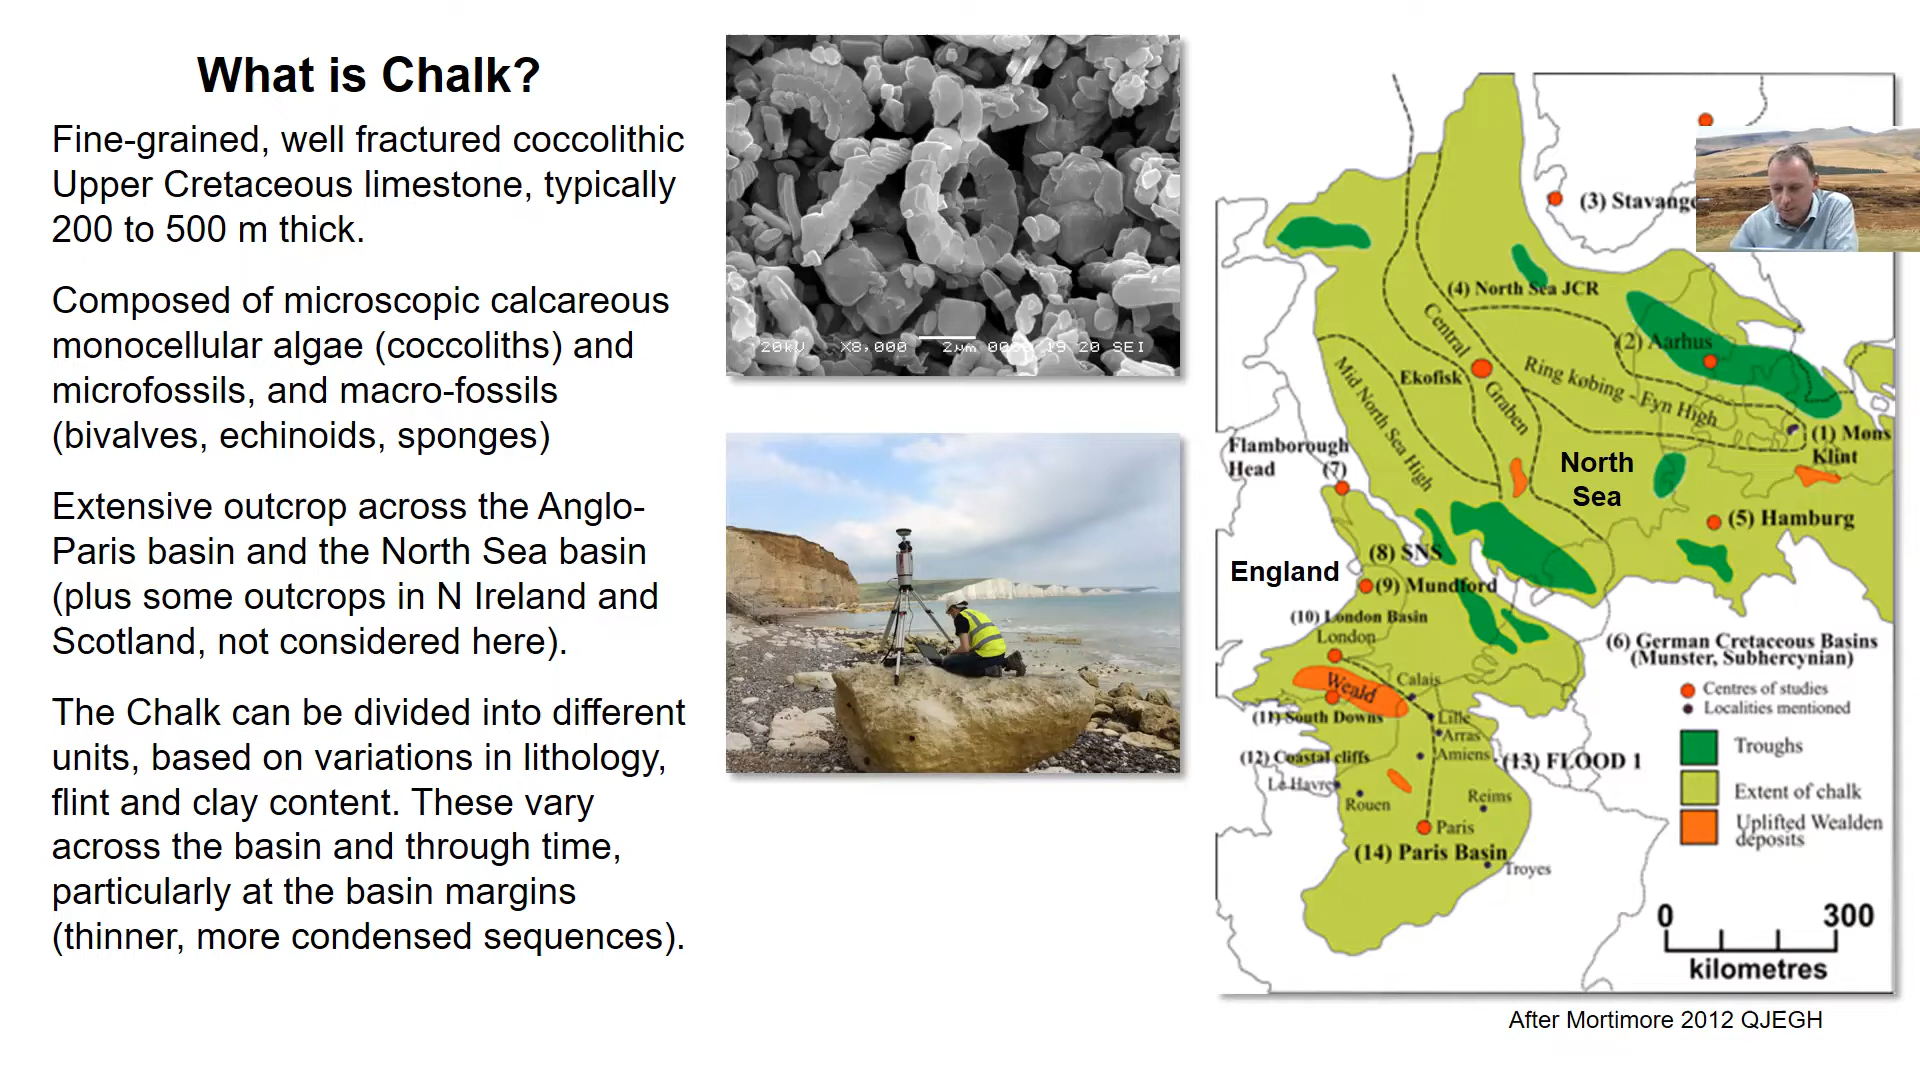 What is Chalk?
Fine-grained, well fractured coccolithic
Upper Cretaceous limestone, typically
200 to 500 m thick.
Composed of microscopic calcareous
monocellular algae (coccoliths) and
microfossils, and macro-fossils
(bivalves, echinoids, sponges)
Extensive outcrop across the Anglo-
Paris basin and the North Sea basin
(plus some outcrops in N Ireland and
Scotland, not considered here).
The Chalk can be divided into different
units, based on variations in lithology,
flint and clay content. These vary
across the basin and through time,
particularly at the basin margins
(thinner, more condensed sequences).
20kV X8,000 2µm 20 SEI
(3)
(4) North Sea JCR
Central
Graben
(2) Aarhus
Ekofisk
Ring købing - Fyn High
Mid North Sea High
(1) Mons
Klint
Flamborough
Head (7)
North
Sea
(5) Hamburg
(8) SNS
England
(9) Mundford
(10) London Basin
London
(6) German Cretaceous Basins
(Munster, Subhercynian)
Weald
Calais
Centres of studies
Localities mentioned
(11) South Downs
Lille
Arras
(12) Coastal cliffs
Amiens
(13) FLOOD 1
Troughs
Le Havre
Rouen
Reims
Extent of chalk
Paris
Uplifted Wealden
deposits
(14) Paris Basin
Troyes
0 300
kilometres
After Mortimore 2012 QJEGH